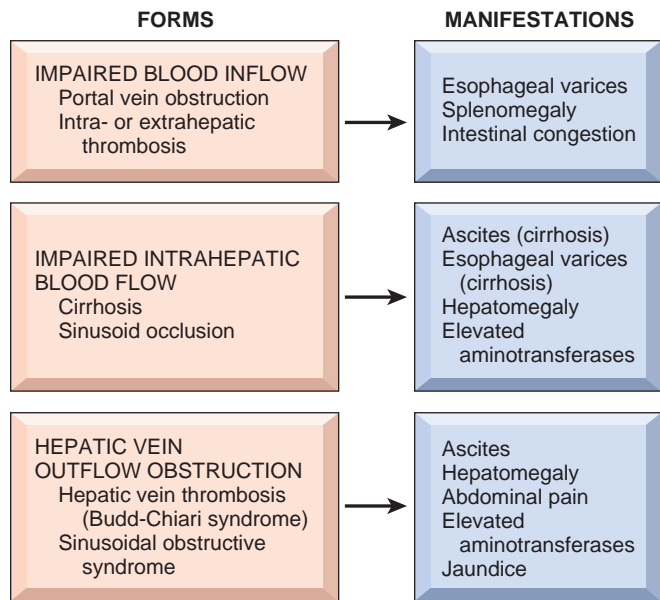 FORMS
MANIFESTATIONS
IMPAIRED BLOOD INFLOW
Portal vein obstruction
Intra- or extrahepatic
thrombosis
Esophageal varices
Splenomegaly
Intestinal congestion
IMPAIRED INTRAHEPATIC
BLOOD FLOW
Cirrhosis
Sinusoid occlusion
Ascites (cirrhosis)
Esophageal varices
(cirrhosis)
Hepatomegaly
Elevated
aminotransferases
HEPATIC VEIN
OUTFLOW OBSTRUCTION
Hepatic vein thrombosis
(Budd-Chiari syndrome)
Sinusoidal obstructive
syndrome
Ascites
Hepatomegaly
Abdominal pain
Elevated
aminotransferases
Jaundice